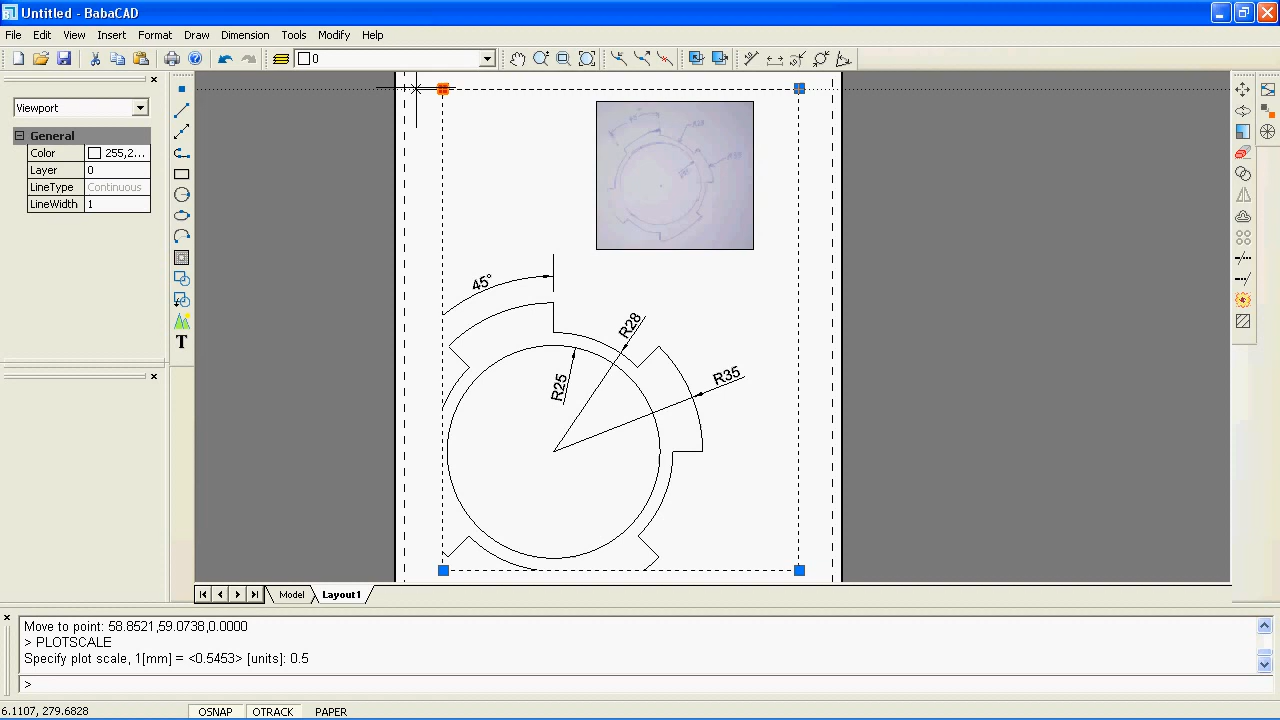 Untitled - BabaCAD
File Edit View Insert Format Draw Dimension Tools Modify Help
0
Viewport
General
Color 255,2...
Layer 0
LineType Continuous
LineWidth 1
T
45°
R28
R25
R35
Model Layout1
Move to point: 58.8521,59.0738,0.0000
> PLOTSCALE
Specify plot scale, 1[mm] = <0.5453> [units]: 0.5
>
6.1107, 279.6828 OSNAP OTRACK PAPER